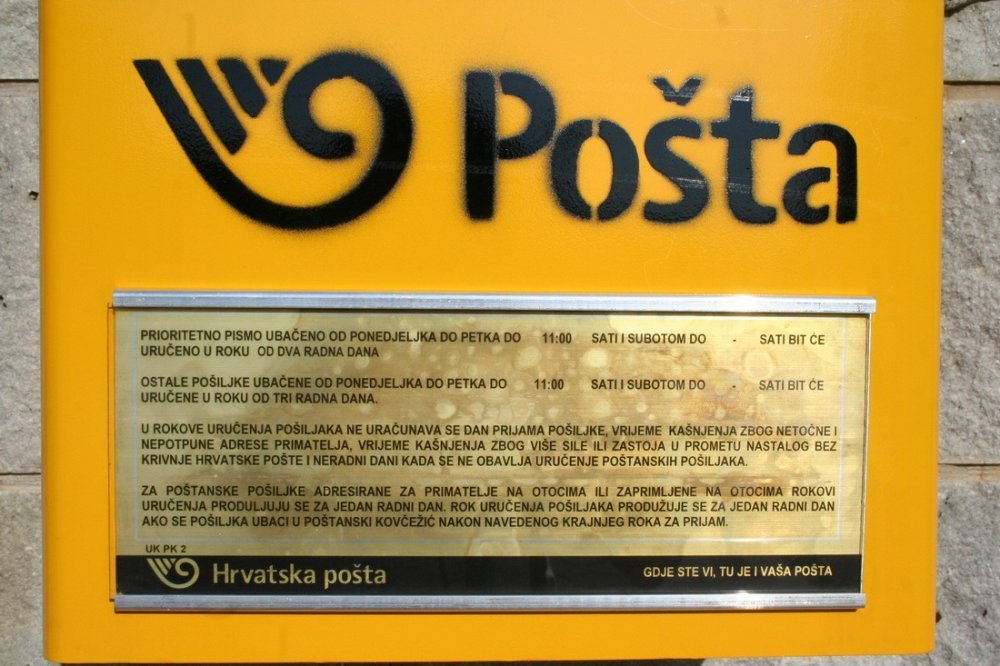 Pošta
PRIORITETNO PISMO UBAČENO OD PONEDJELJKA DO PETKA DO 11:00 SATI I SUBOTOM DO - SATI BIT ĆE
URUČENO U ROKU OD DVA RADNA DANA
OSTALE POŠILJKE UBAČENE OD PONEDJELJKA DO PETKA DO 11:00 SATI I SUBOTOM DO - SATI BIT ĆE
URUČENE U ROKU OD TRI RADNA DANA.
U ROKOVE URUČENJA POŠILJAKA NE URAČUNAVA SE DAN PRIJAMA POŠILJKE, VRIJEME KAŠNJENJA ZBOG NETOČNE I
NEPOTPUNE ADRESE PRIMATELJA, VRIJEME KAŠNJENJA ZBOG VIŠE SILE ILI ZASTOJA U PROMETU NASTALOG BEZ
KRIVNJE HRVATSKE POŠTE I NERADNI DANI KADA SE NE OBAVLJA URUČENJE POŠTANSKIH POŠILJAKA.
ZA POŠTANSKE POŠILJKE ADRESIRANE ZA PRIMATELJE NA OTOCIMA ILI ZAPRIMLJENE NA OTOCIMA ROKOVI
URUČENJA PRODULJUJU SE ZA JEDAN RADNI DAN. ROK URUČENJA POŠILJAKA PRODUŽUJE SE ZA JEDAN RADNI DAN
AKO SE POŠILJKA UBACI U POŠTANSKI KOVČEŽIĆ NAKON NAVEDENOG KRAJNJEG ROKA ZA PRIJAM.
UK PK 2
Hrvatska pošta GDJE STE VI, TU JE I VAŠA POŠTA